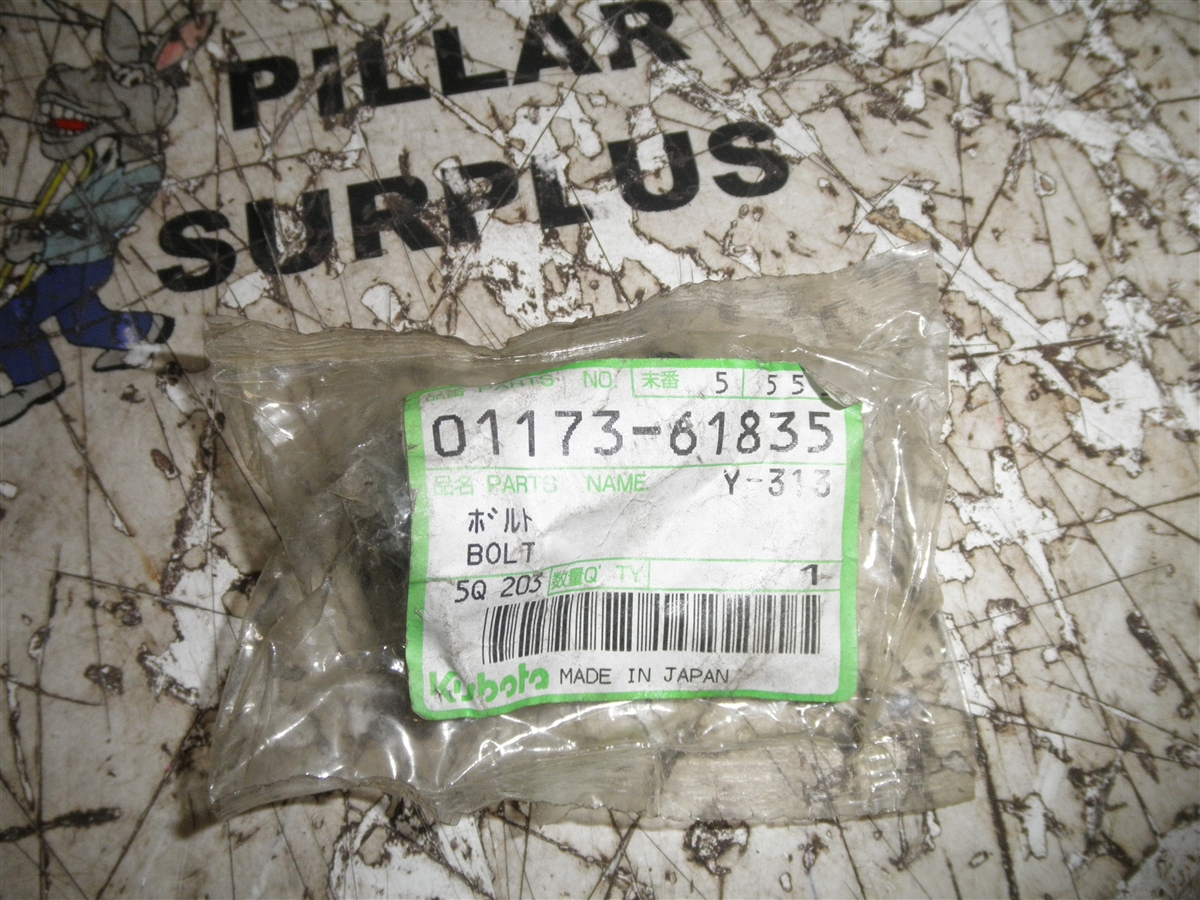 PILLAR
SURPLUS
PARTS NO. 末番 5 55
01173-61835
品名 PARTS NAME Y-313
ボルト
BOLT
5Q 203 数量Q'TY 1
Kubota MADE IN JAPAN